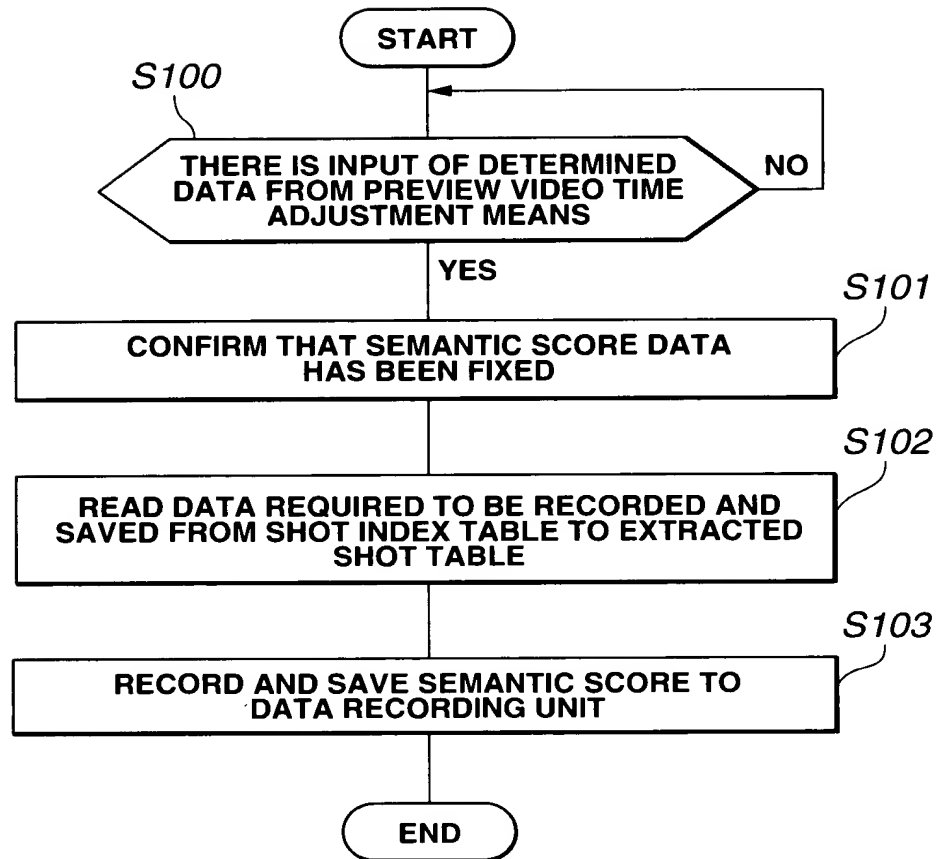 START
S100
THERE IS INPUT OF DETERMINED
DATA FROM PREVIEW VIDEO TIME
ADJUSTMENT MEANS
NO
YES
S101
CONFIRM THAT SEMANTIC SCORE DATA
HAS BEEN FIXED
S102
READ DATA REQUIRED TO BE RECORDED AND
SAVED FROM SHOT INDEX TABLE TO EXTRACTED
SHOT TABLE
S103
RECORD AND SAVE SEMANTIC SCORE TO
DATA RECORDING UNIT
END